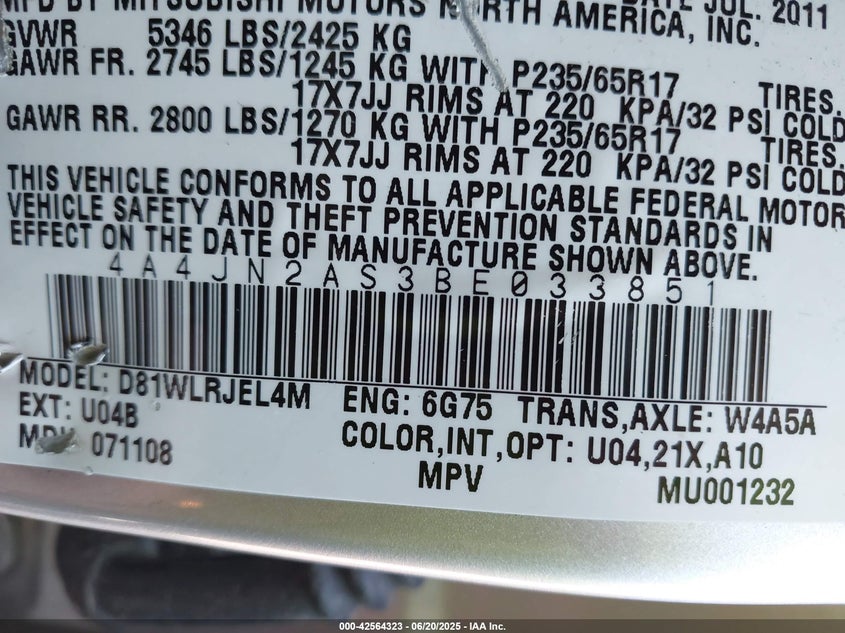 MFD BY MITSUBISHI MOTORS NORTH AMERICA, INC.
DATE JUL. 2011
GVWR 5346 LBS/2425 KG
GAWR FR. 2745 LBS/1245 KG WITH P235/65R17 TIRES.
17X7JJ RIMS AT 220 KPA/32 PSI COLD
GAWR RR. 2800 LBS/1270 KG WITH P235/65R17 TIRES.
17X7JJ RIMS AT 220 KPA/32 PSI COLD
THIS VEHICLE CONFORMS TO ALL APPLICABLE FEDERAL MOTOR
VEHICLE SAFETY AND THEFT PREVENTION STANDARDS IN
EFFECT ON THE DATE OF MANUFACTURE SHOWN ABOVE.
4A4JN2AS3BE033851
MODEL: D81WLRJEL4M ENG: 6G75 TRANS,AXLE: W4A5A
EXT: U04B COLOR,INT,OPT: U04,21X,A10
071108 MPV MU001232
000-42564323 | 06/20/2025 - IAA Inc.